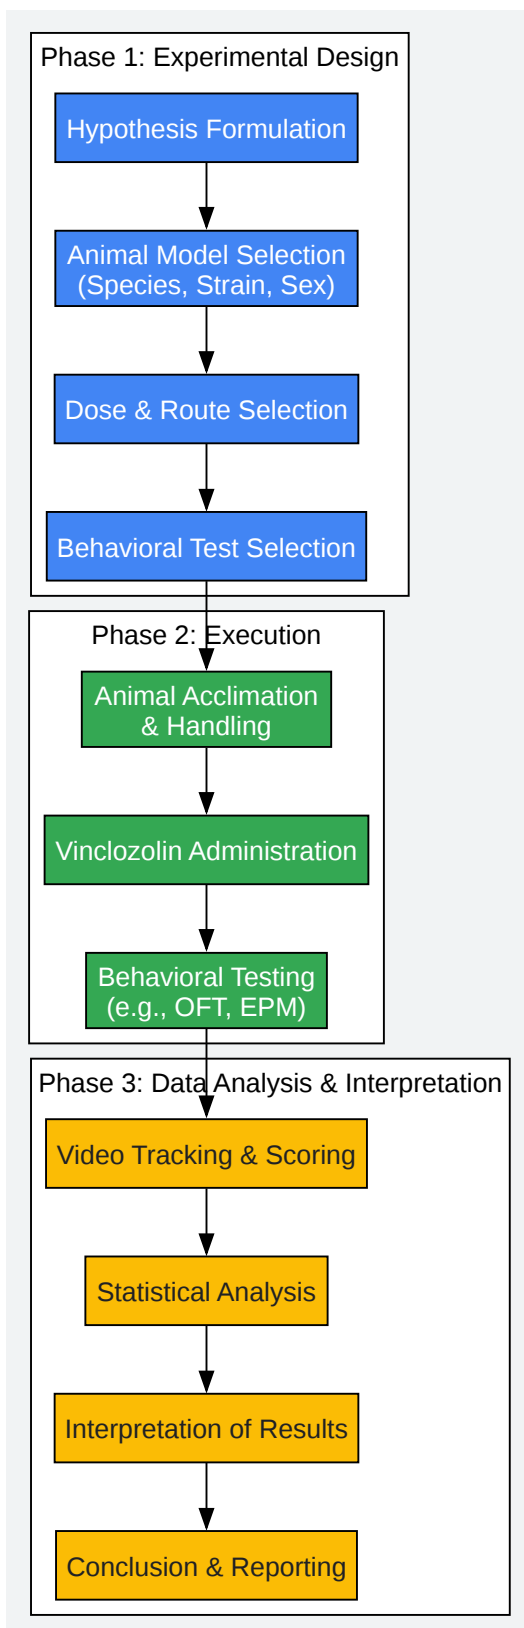 Phase 1: Experimental Design
Hypothesis Formulation
Animal Model Selection
(Species, Strain, Sex)
Dose & Route Selection
Behavioral Test Selection
Phase 2: Execution
Animal Acclimation
& Handling
Vinclozolin Administration
Behavioral Testing
(e.g., OFT, EPM)
Phase 3: Data Analysis & Interpretation
Video Tracking & Scoring
Statistical Analysis
Interpretation of Results
Conclusion & Reporting